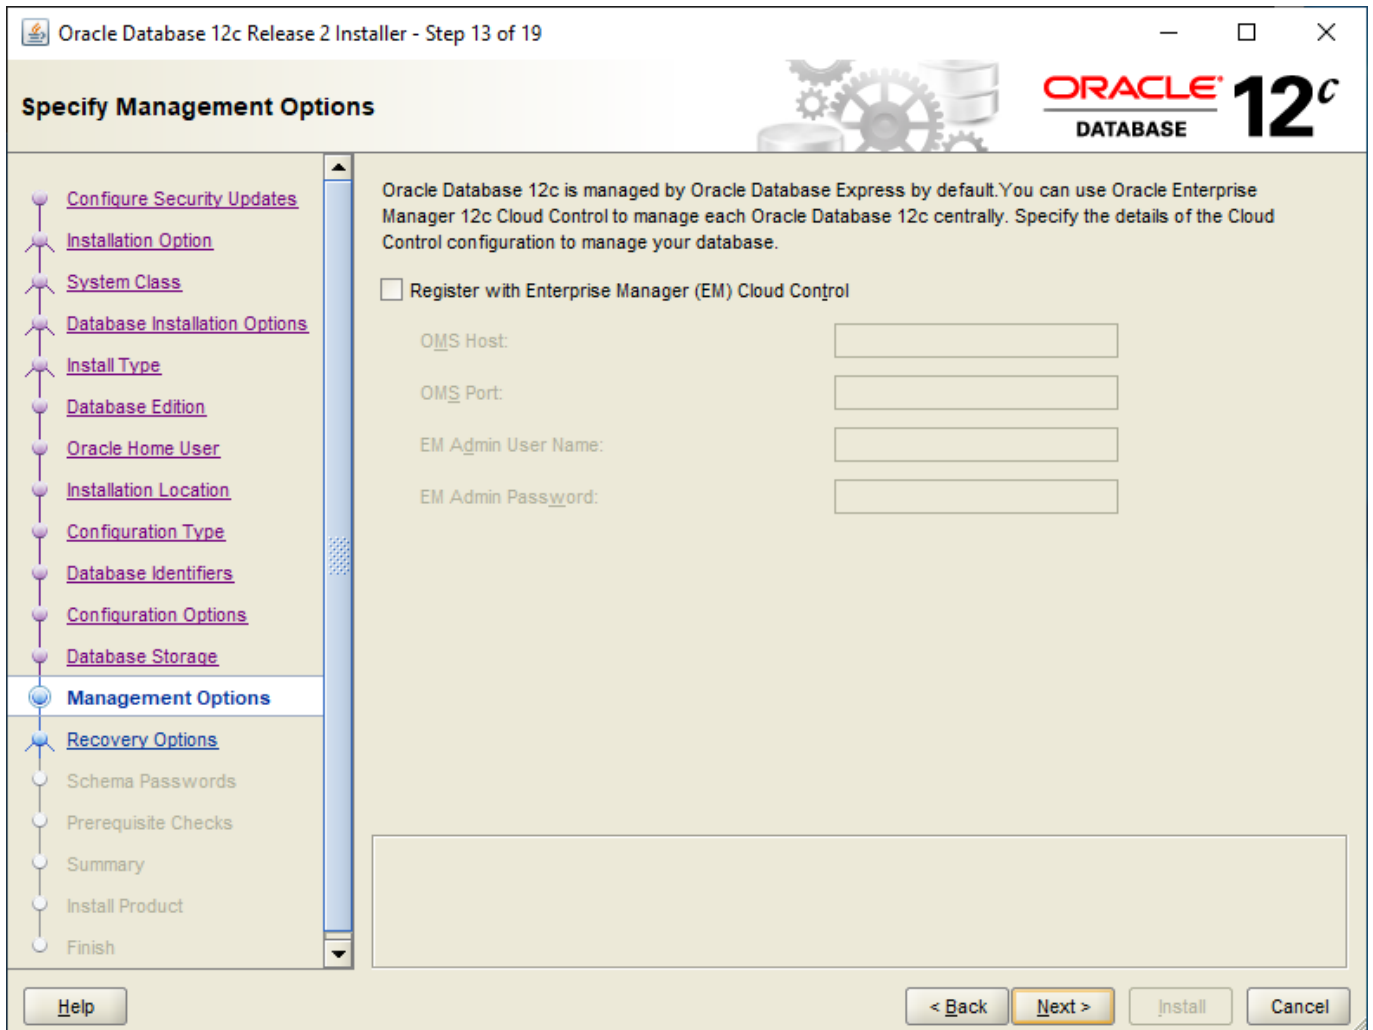 Oracle Database 12c Release 2 Installer - Step 13 of 19
Specify Management Options
ORACLE
DATABASE
12c
Configure Security Updates
Installation Option
System Class
Database Installation Options
Install Type
Database Edition
Oracle Home User
Installation Location
Configuration Type
Database Identifiers
Configuration Options
Database Storage
Management Options
Recovery Options
Schema Passwords
Prerequisite Checks
Summary
Install Product
Finish
Oracle Database 12c is managed by Oracle Database Express by default.You can use Oracle Enterprise
Manager 12c Cloud Control to manage each Oracle Database 12c centrally. Specify the details of the Cloud
Control configuration to manage your database.
Register with Enterprise Manager (EM) Cloud Control
OMS Host:
OMS Port:
EM Admin User Name:
EM Admin Password:
Help
< Back
Next >
Install
Cancel